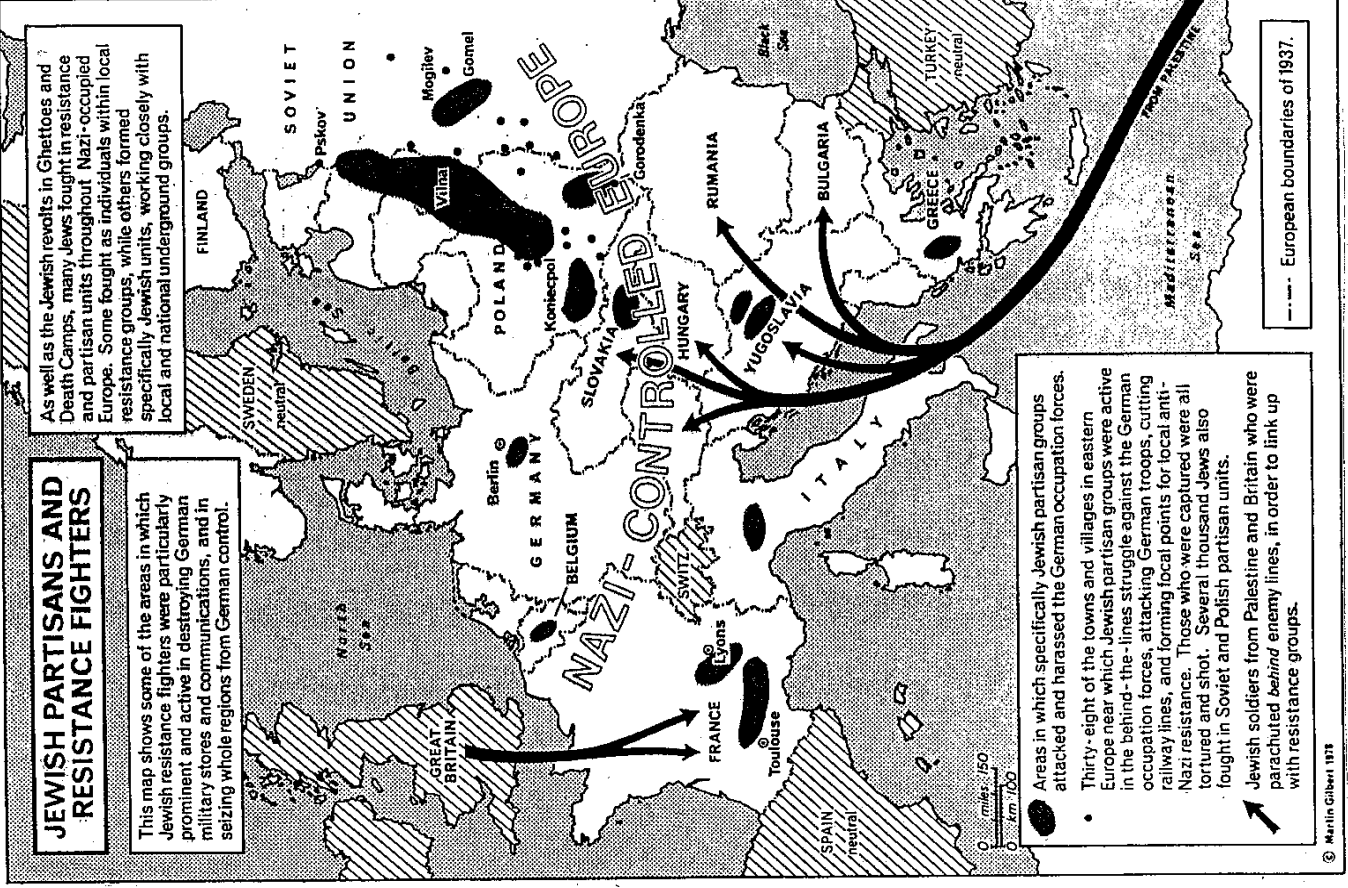 JEWISH PARTISANS AND
RESISTANCE FIGHTERS
This map shows some of the areas in which
Jewish resistance fighters were particularly
prominent and active in destroying German
military stores and communications, and in
seizing whole regions from German control.
As well as the Jewish revolts in Ghettoes and
Death Camps, many Jews fought in resistance
and partisan units throughout Nazi-occupied
Europe. Some fought as individuals within local
resistance groups, while others formed
specifically Jewish units, working closely with
local and national underground groups.
SWEDEN
neutral
FINLAND
SOVIET
UNION
Pskov
Mogilev
Gomel
Vilna
North
Sea
Baltic Sea
GREAT
BRITAIN
Berlin
GERMANY
BELGIUM
POLAND
Koniecpol
Gorodenka
SLOVAKIA
NAZI-CONTROLLED EUROPE
HUNGARY
RUMANIA
Black
Sea
SWITZ.
YUGOSLAVIA
BULGARIA
TURKEY
neutral
Lyons
FRANCE
Toulouse
ITALY
GREECE
SPAIN
neutral
Mediterranean
Sea
FROM PALESTINE
0 miles 150
0 km 100
Areas in which specifically Jewish partisan groups
attacked and harassed the German occupation forces.
Thirty-eight of the towns and villages in eastern
Europe near which Jewish partisan groups were active
in the behind-the-lines struggle against the German
occupation forces, attacking German troops, cutting
railway lines, and forming focal points for local anti-
Nazi resistance. Those who were captured were all
tortured and shot. Several thousand Jews also
fought in Soviet and Polish partisan units.
Jewish soldiers from Palestine and Britain who were
parachuted behind enemy lines, in order to link up
with resistance groups.
European boundaries of 1937.
© Martin Gilbert 1978